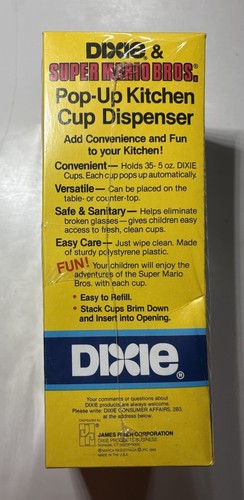 DIXIE® &
SUPER MARIO BROS.®
Pop-Up Kitchen
Cup Dispenser
Add Convenience and Fun
to your Kitchen!
Convenient — Holds 35- 5 oz. DIXIE
Cups. Each cup pops up automatically.
Versatile — Can be placed on the
table- or counter-top.
Safe & Sanitary — Helps eliminate
broken glasses — gives children easy
access to fresh, clean cups.
Easy Care — Just wipe clean. Made
of sturdy polystyrene plastic.
FUN! Your children will enjoy the
adventures of the Super Mario
Bros. with each cup.
• Easy to Refill.
• Stack Cups Brim Down
and Insert into Opening.
DIXIE®
Your comments or questions about
DIXIE products are always welcome.
Please write: DIXIE CONSUMER AFFAIRS, 293,
at the address below.
JAMES RIVER CORPORATION
DIXIE PRODUCTS BUSINESS
MADE IN THE U.S.A.